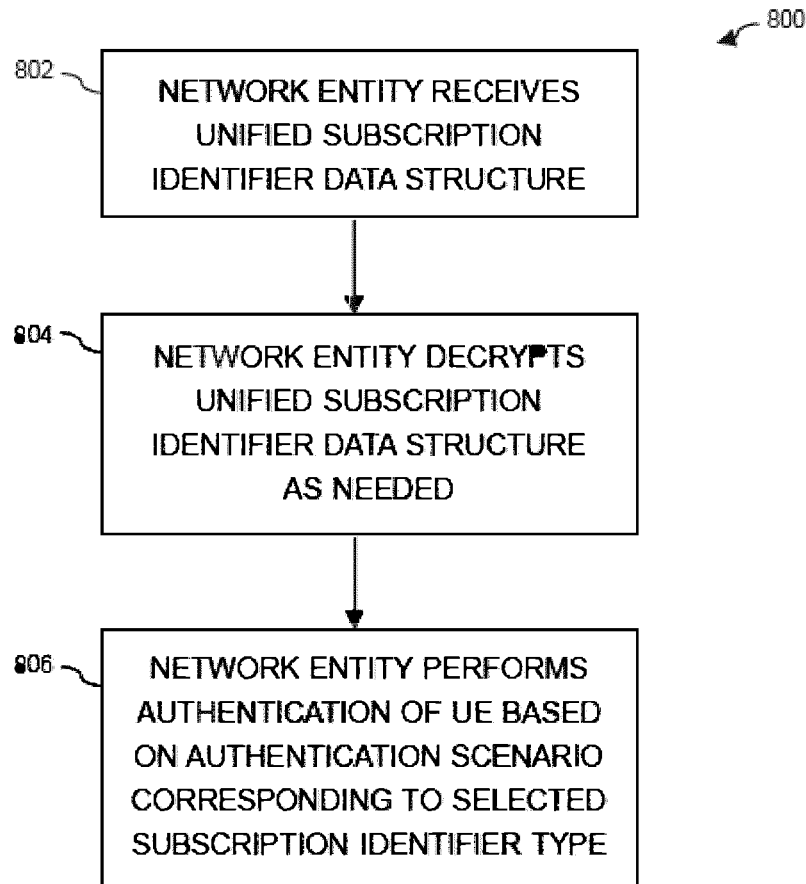 800
802
NETWORK ENTITY RECEIVES
UNIFIED SUBSCRIPTION
IDENTIFIER DATA STRUCTURE
804
NETWORK ENTITY DECRYPTS
UNIFIED SUBSCRIPTION
IDENTIFIER DATA STRUCTURE
AS NEEDED
806
NETWORK ENTITY PERFORMS
AUTHENTICATION OF UE BASED
ON AUTHENTICATION SCENARIO
CORRESPONDING TO SELECTED
SUBSCRIPTION IDENTIFIER TYPE